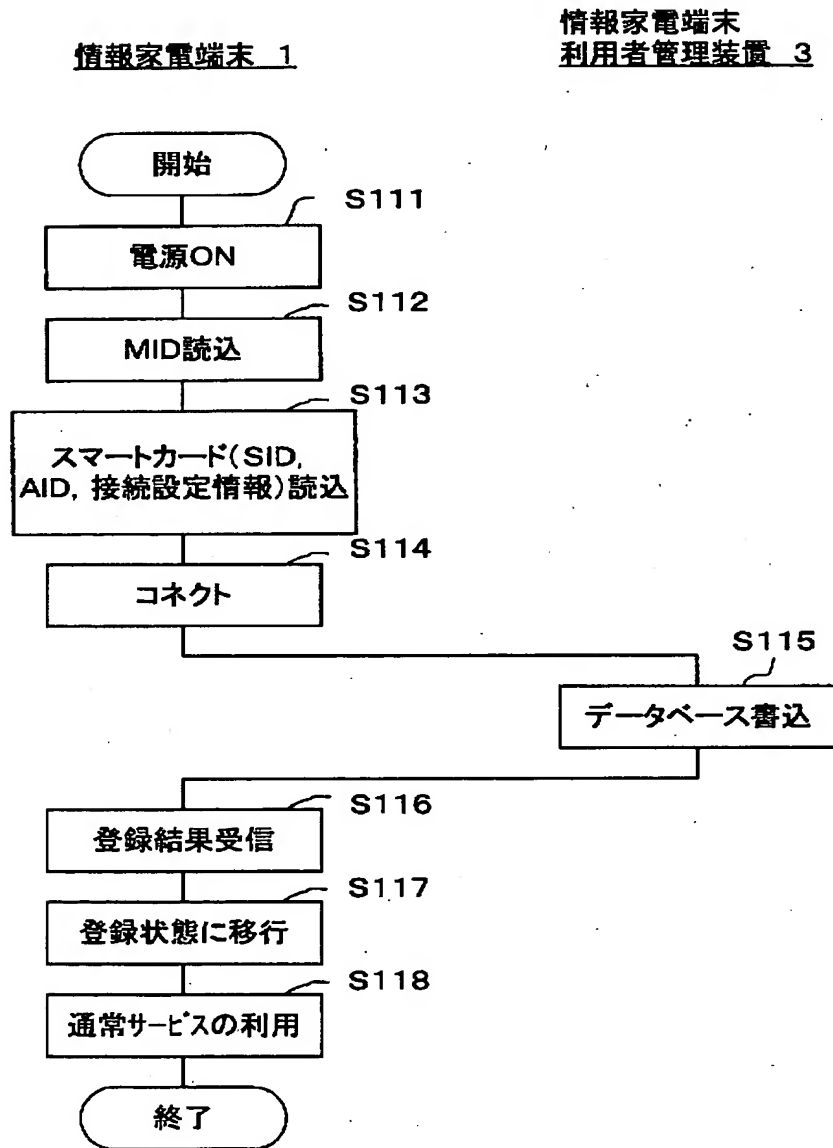 情報家電端末 1
情報家電端末
利用者管理装置 3
開始
S111
電源ON
S112
MID読込
S113
スマートカード(SID,
AID, 接続設定情報)読込
S114
コネクト
S115
データベース書込
S116
登録結果受信
S117
登録状態に移行
S118
通常サービスの利用
終了